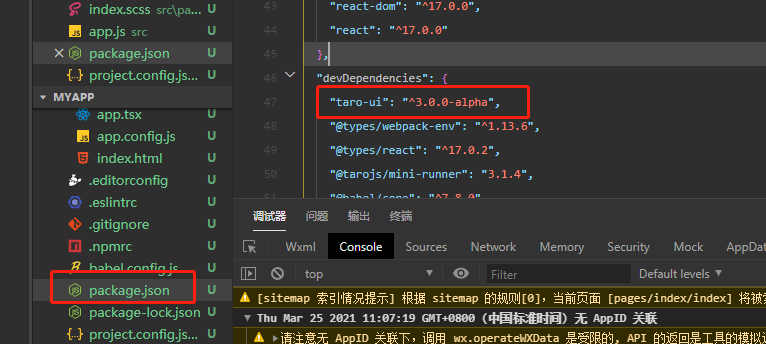 index.scss src\pa...
app.js src
package.json
project.config.js...
MYAPP
app.tsx
app.config.js
index.html
.editorconfig
.eslintrc
.gitignore
.npmrc
babel.config.js
package.json
package-lock.json
project.config.js...
U
U
U
U
U
U
U
U
U
U
U
U
U
U
43 "react-dom": "^17.0.0",
44 "react": "^17.0.0"
45 },
46 "devDependencies": {
47 "taro-ui": "^3.0.0-alpha",
48 "@types/webpack-env": "^1.13.6",
49 "@types/react": "^17.0.2",
50 "@tarojs/mini-runner": "3.1.4",
51 "@babel/core": "^7.8.0"
调试器 问题 输出 终端
Wxml Console Sources Network Memory Security Mock AppData
top Filter Default levels
[sitemap 索引情况提示] 根据 sitemap 的规则[0]，当前页面 [pages/index/index] 将被
Thu Mar 25 2021 11:07:19 GMT+0800 (中国标准时间) 无 AppID 关联
请注意无 AppID 关联下，调用 wx.operateWXData 是受限的, API 的返回是工具的模拟